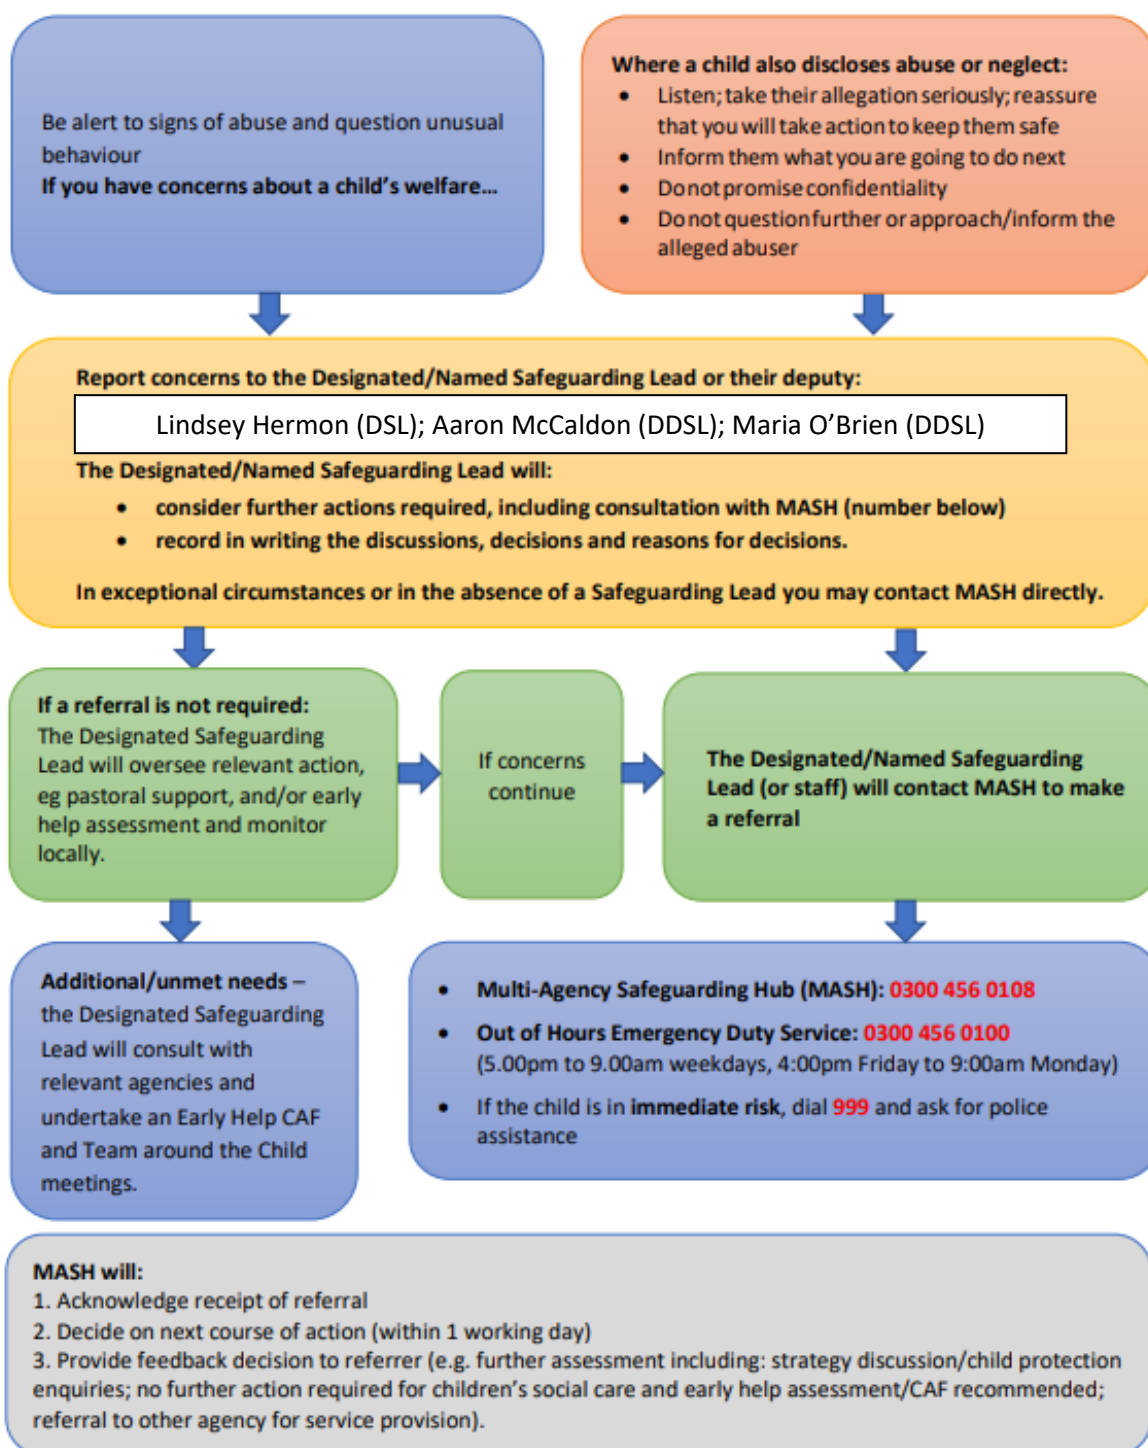 Be alert to signs of abuse and question unusual
behaviour
If you have concerns about a child's welfare…
Where a child also discloses abuse or neglect:
• Listen; take their allegation seriously; reassure
that you will take action to keep them safe
• Inform them what you are going to do next
• Do not promise confidentiality
• Do not question further or approach/inform the
alleged abuser
Report concerns to the Designated/Named Safeguarding Lead or their deputy:
Lindsey Hermon (DSL); Aaron McCaldon (DDSL); Maria O'Brien (DDSL)
The Designated/Named Safeguarding Lead will:
• consider further actions required, including consultation with MASH (number below)
• record in writing the discussions, decisions and reasons for decisions.
In exceptional circumstances or in the absence of a Safeguarding Lead you may contact MASH directly.
If a referral is not required:
The Designated Safeguarding
Lead will oversee relevant action,
eg pastoral support, and/or early
help assessment and monitor
locally.
If concerns
continue
The Designated/Named Safeguarding
Lead (or staff) will contact MASH to make
a referral
Additional/unmet needs –
the Designated Safeguarding
Lead will consult with
relevant agencies and
undertake an Early Help CAF
and Team around the Child
meetings.
• Multi-Agency Safeguarding Hub (MASH): 0300 456 0108
• Out of Hours Emergency Duty Service: 0300 456 0100
(5.00pm to 9.00am weekdays, 4:00pm Friday to 9:00am Monday)
• If the child is in immediate risk, dial 999 and ask for police
assistance
MASH will:
1. Acknowledge receipt of referral
2. Decide on next course of action (within 1 working day)
3. Provide feedback decision to referrer (e.g. further assessment including: strategy discussion/child protection
enquiries; no further action required for children's social care and early help assessment/CAF recommended;
referral to other agency for service provision).